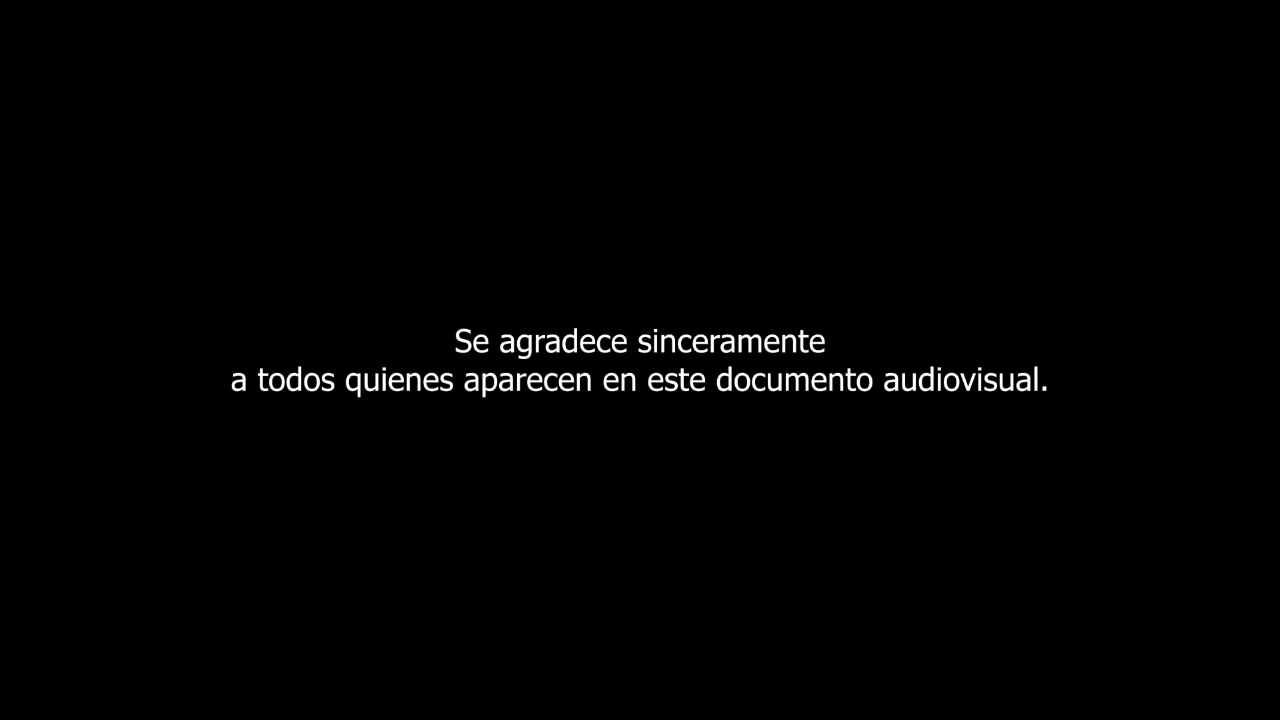 Se agradece sinceramente
a todos quienes aparecen en este documento audiovisual.